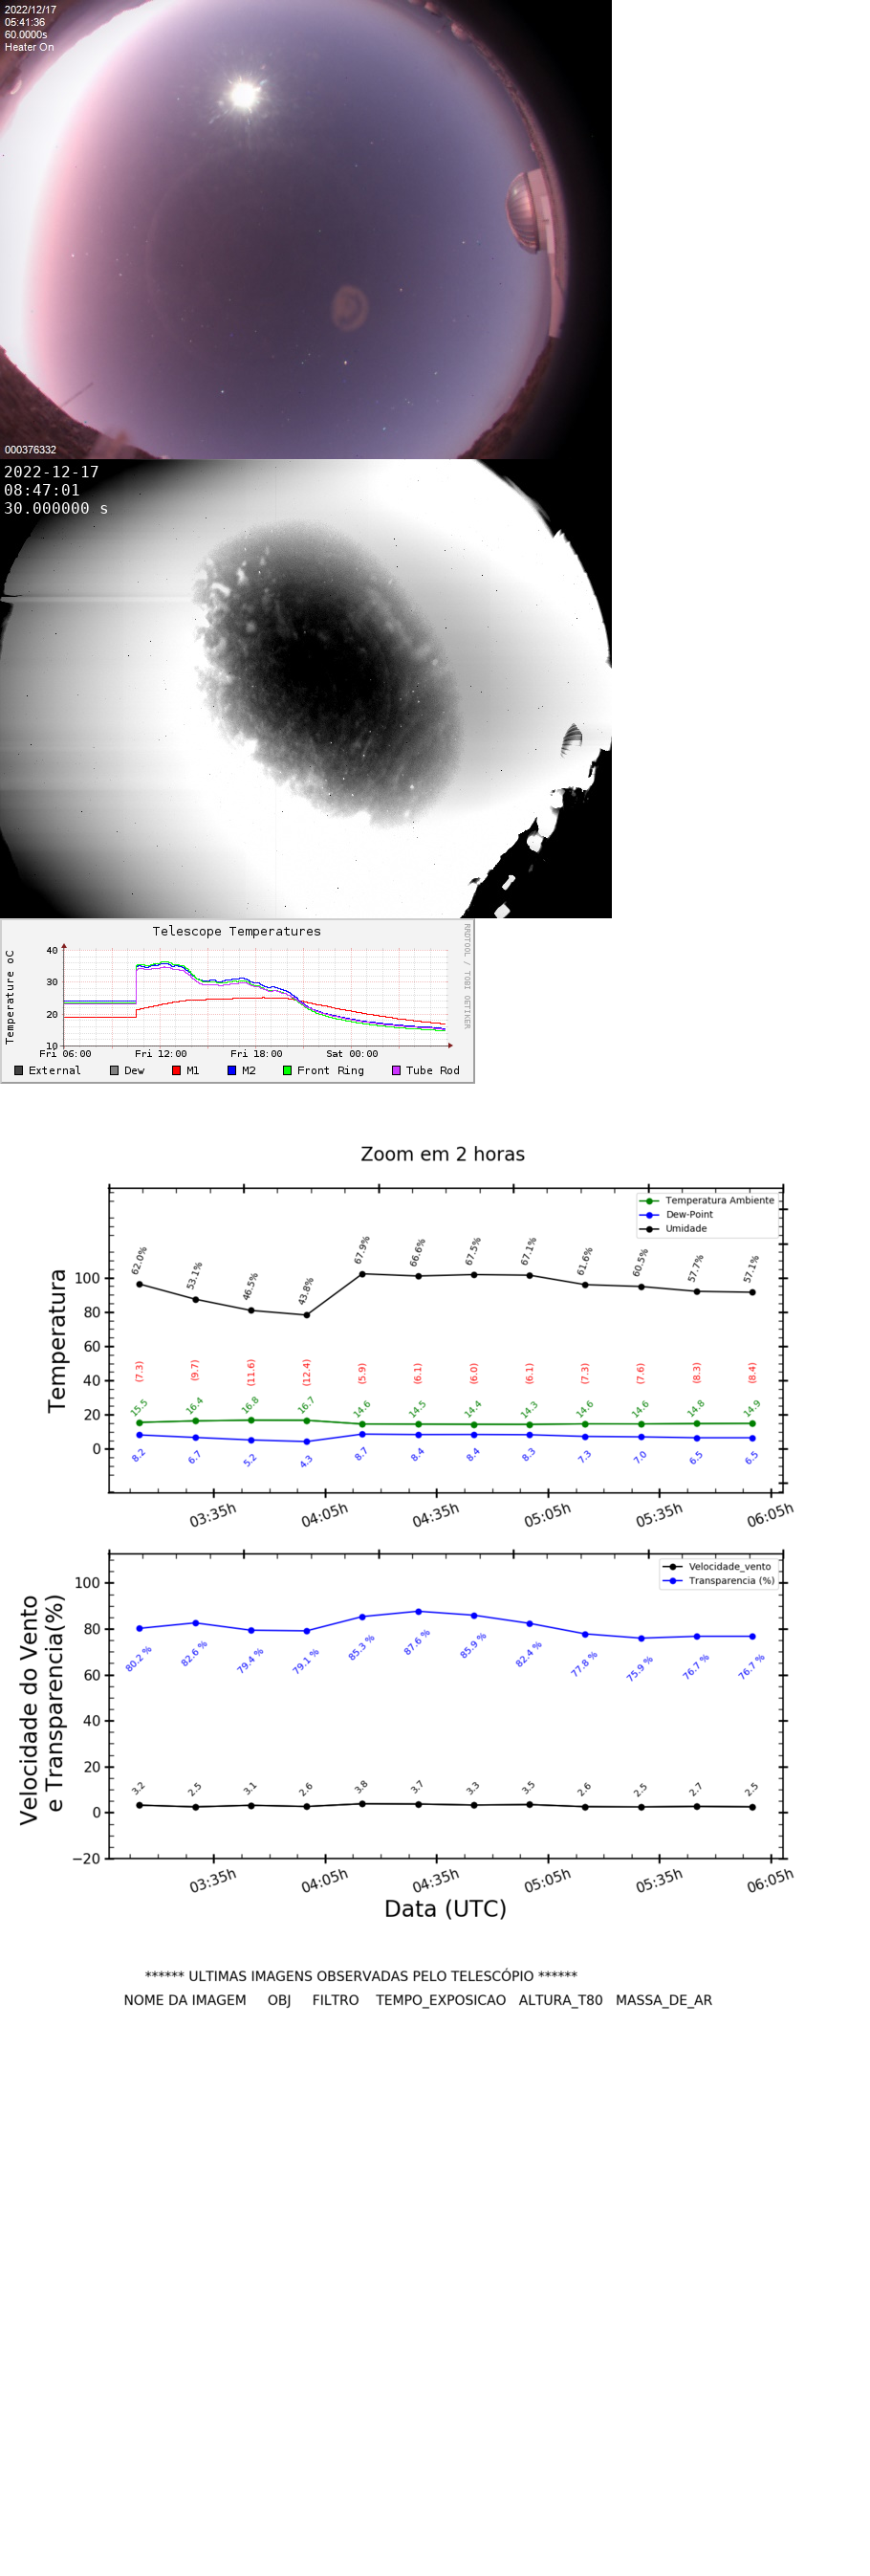 2022/12/17
05:41:36
60.0000s
Heater On
000376332
2022-12-17
08:47:01
30.000000 s
Telescope Temperatures
RRDTOOL / TOBI OETIKER
Temperature oC
40
30
20
10
Fri 06:00 Fri 12:00 Fri 18:00 Sat 00:00
External Dew M1 M2 Front Ring Tube Rod
Zoom em 2 horas
Temperatura Ambiente
Dew-Point
Umidade
Temperatura
100
80
60
40
20
0
62.0% 53.1% 46.5% 43.8% 67.9% 66.6% 67.5% 67.1% 61.6% 60.5% 57.7% 57.1%
(7.3) (9.7) (11.6) (12.4) (5.9) (6.1) (6.0) (6.1) (7.3) (7.6) (8.3) (8.4)
15.5 16.4 16.8 16.7 14.6 14.5 14.4 14.3 14.6 14.6 14.8 14.9
8.2 6.7 5.2 4.3 8.7 8.4 8.4 8.3 7.3 7.0 6.5 6.5
03:35h 04:05h 04:35h 05:05h 05:35h 06:05h
Velocidade_vento
Transparencia (%)
Velocidade do Vento
e Transparencia(%)
100
80
60
40
20
0
−20
80.2 % 82.6 % 79.4 % 79.1 % 85.3 % 87.6 % 85.9 % 82.4 % 77.8 % 75.9 % 76.7 % 76.7 %
3.2 2.5 3.1 2.6 3.8 3.7 3.3 3.5 2.6 2.5 2.7 2.5
03:35h 04:05h 04:35h 05:05h 05:35h 06:05h
Data (UTC)
****** ULTIMAS IMAGENS OBSERVADAS PELO TELESCÓPIO ******
NOME DA IMAGEM OBJ FILTRO TEMPO_EXPOSICAO ALTURA_T80 MASSA_DE_AR